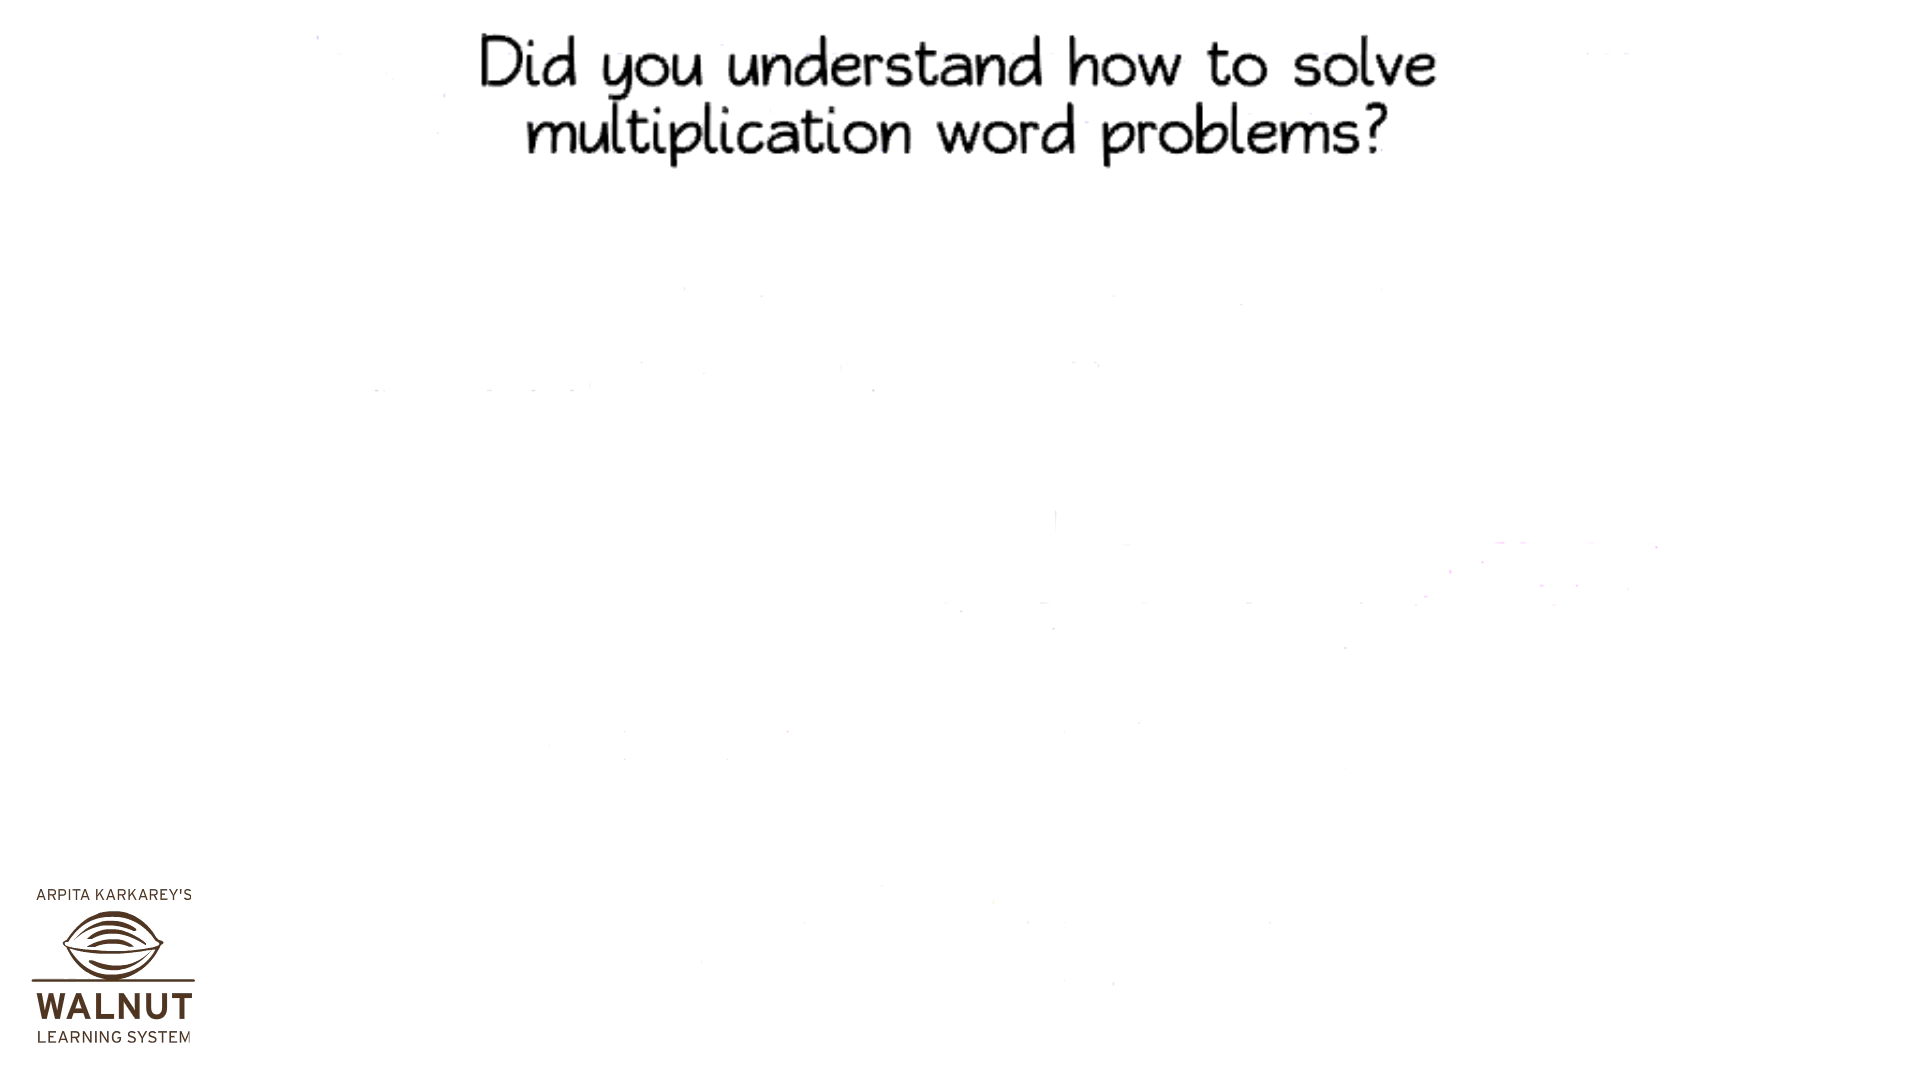 Did you understand how to solve
multiplication word problems?
ARPITA KARKAREY'S
WALNUT
LEARNING SYSTEM